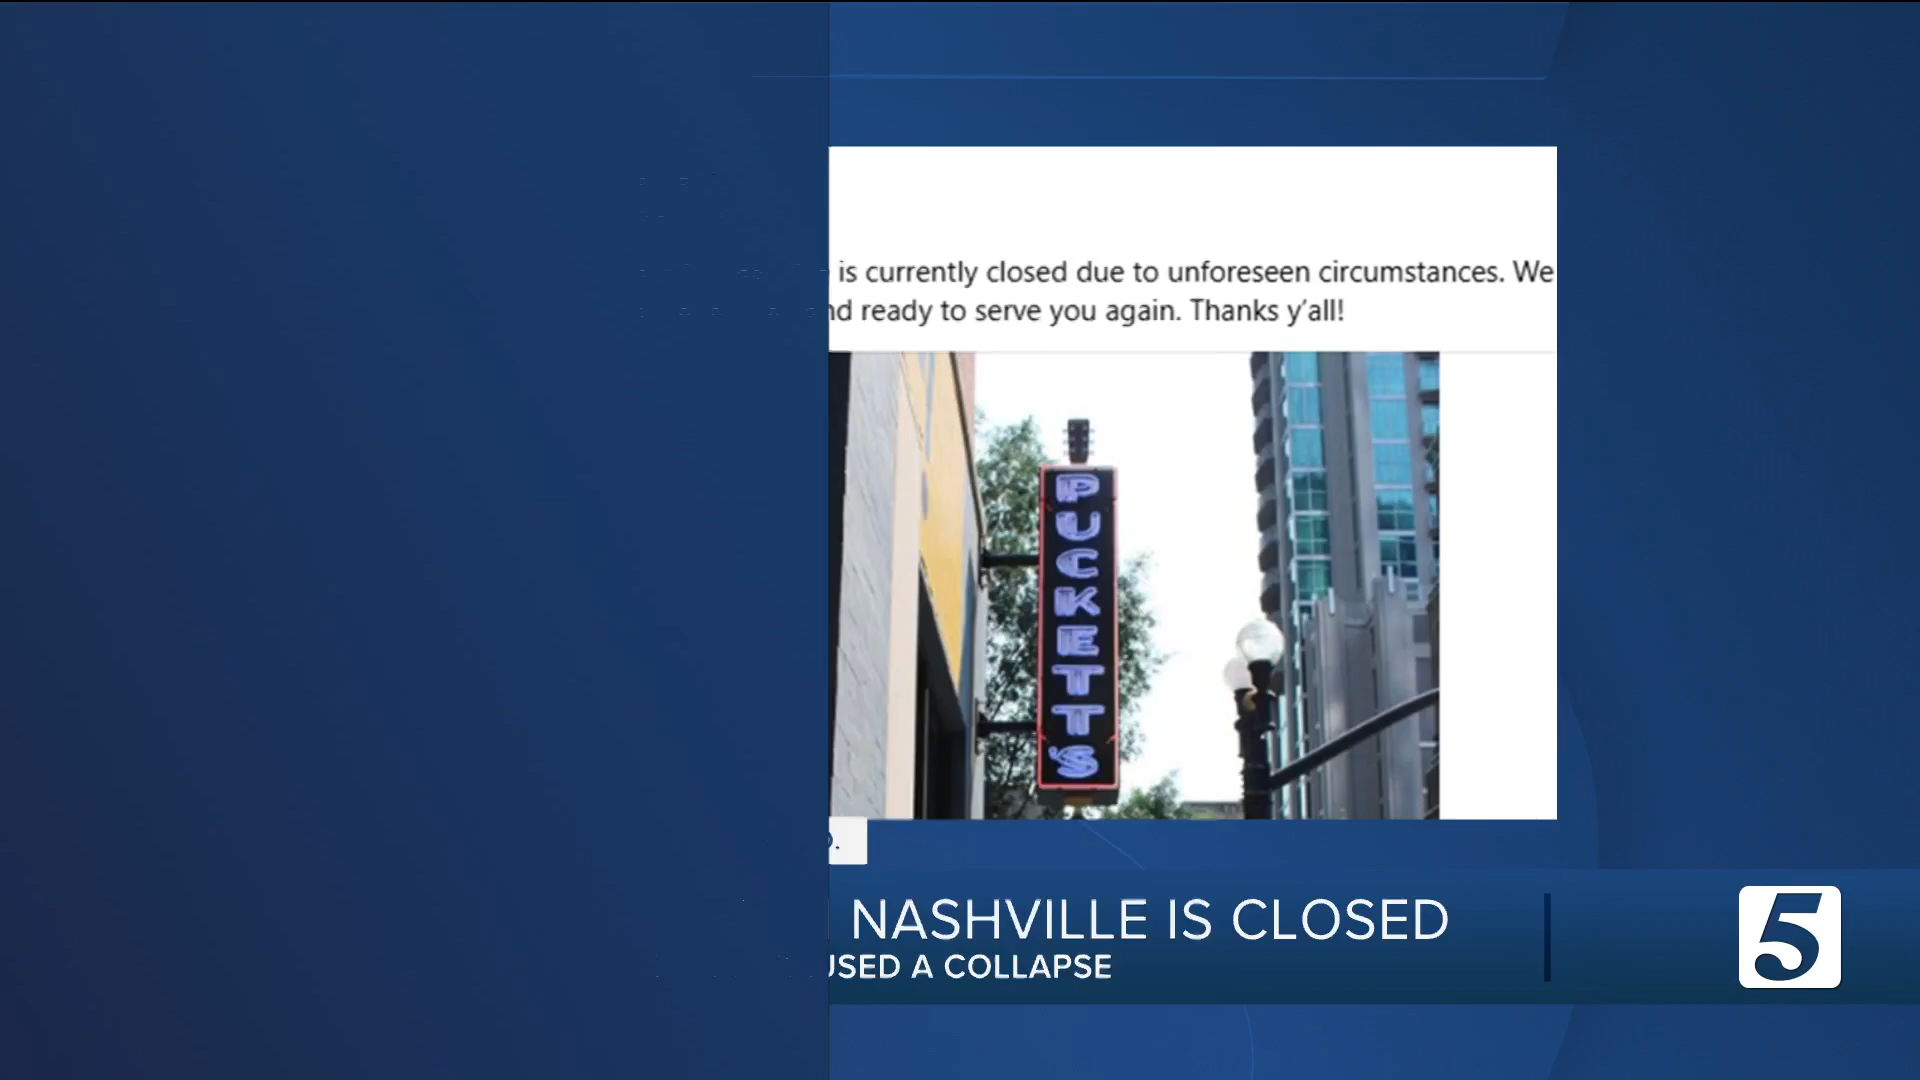 is currently closed due to unforeseen circumstances. We
ready to serve you again. Thanks y'all!
PUCKETT'S
NASHVILLE IS CLOSED
A COLLAPSE
5